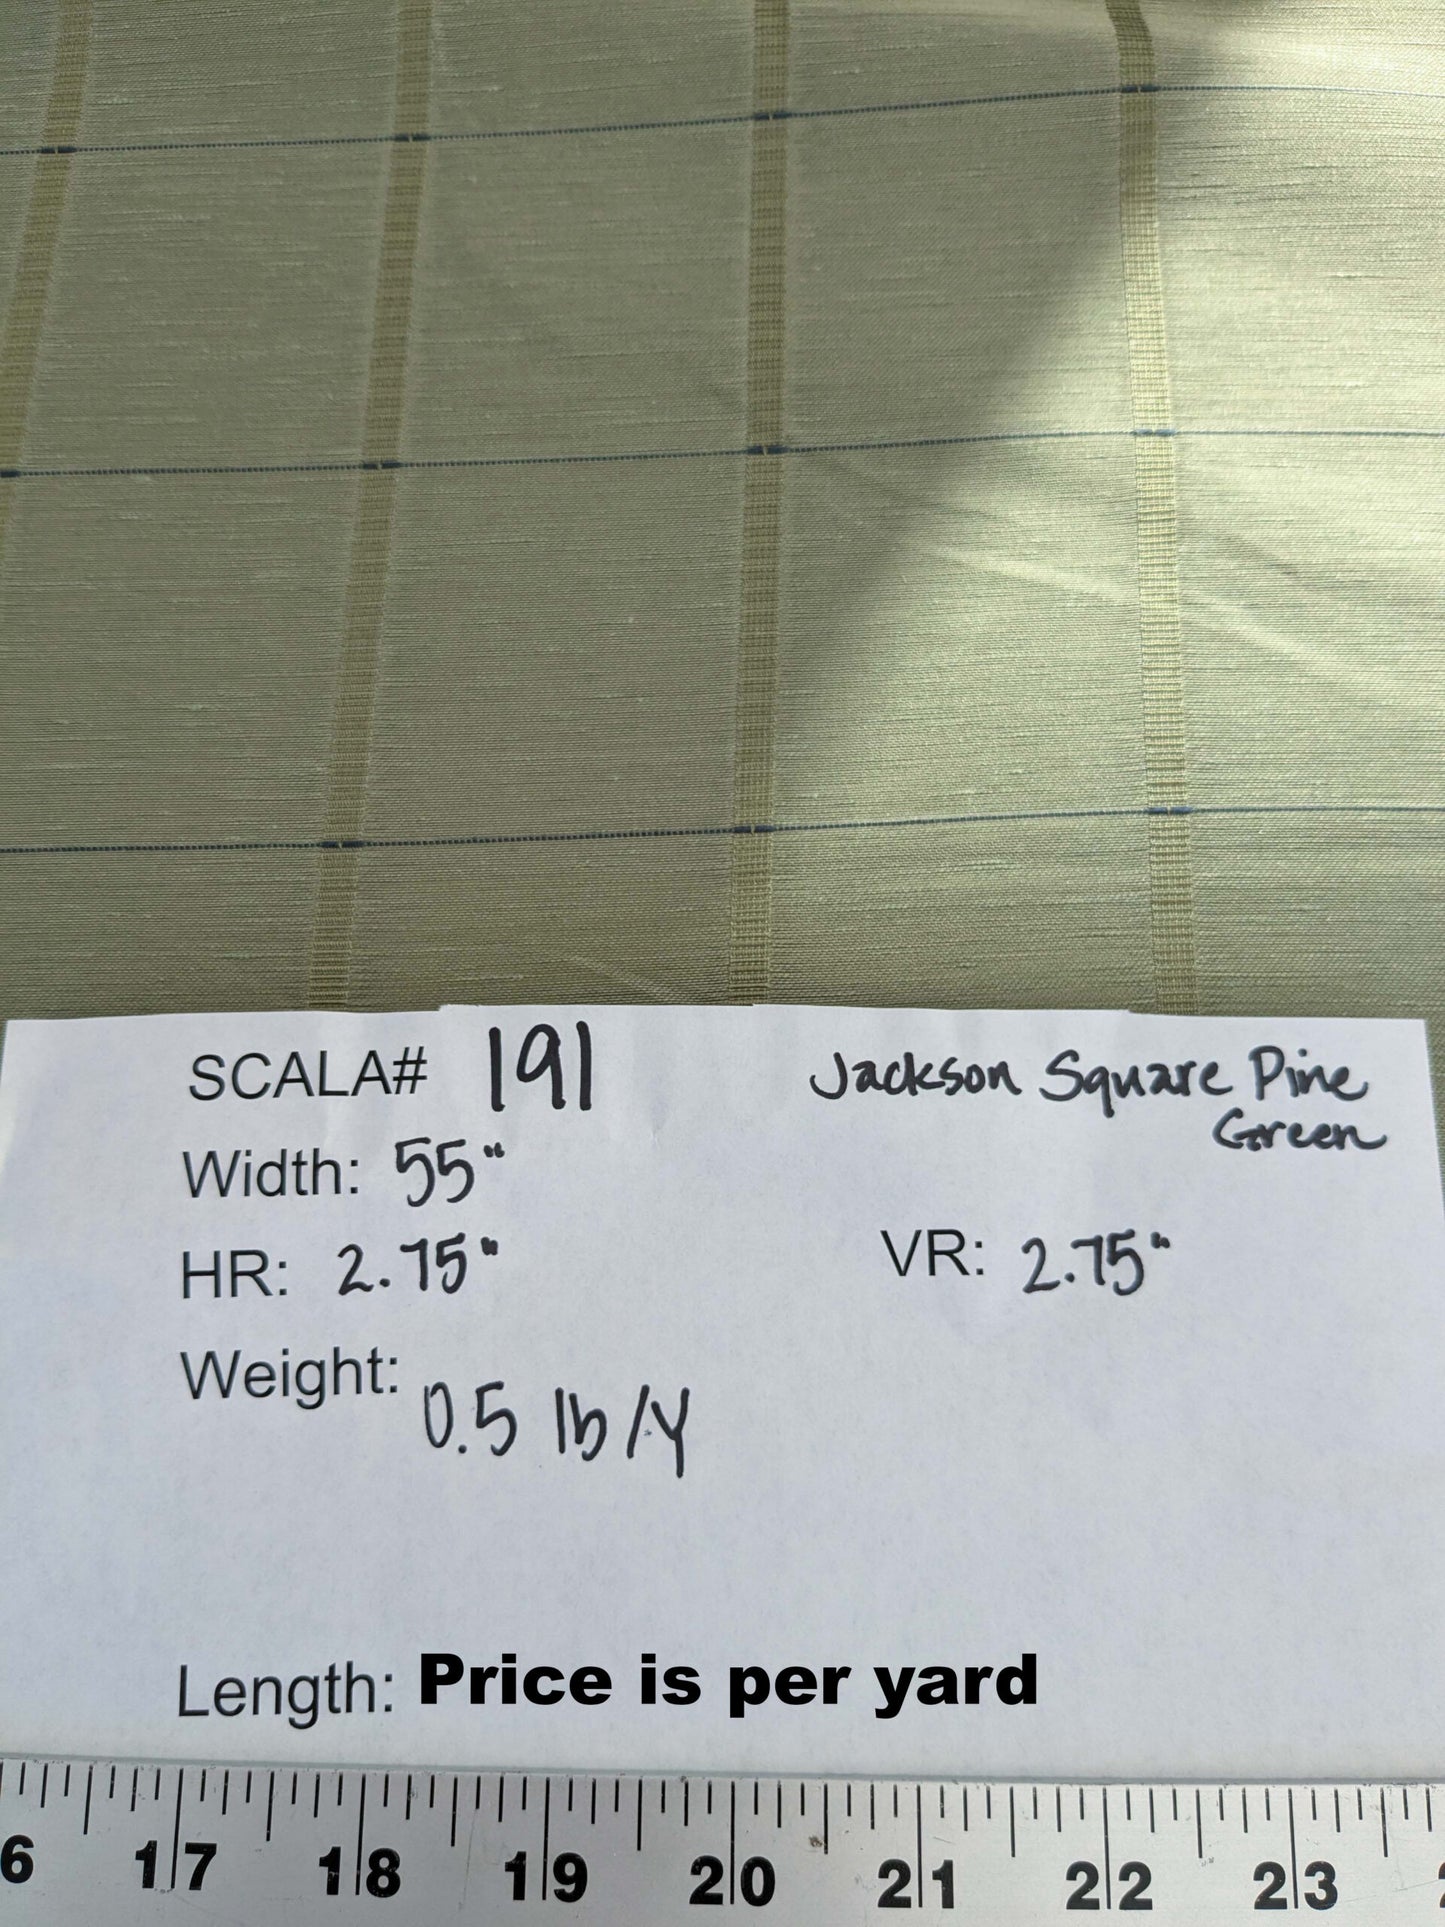 SCALA# 191 Jackson Square Pine
Green
Width: 55"
HR: 2.75" VR: 2.75"
Weight: 0.5 lb/y
Length: Price is per yard
6 17 18 19 20 21 22 23